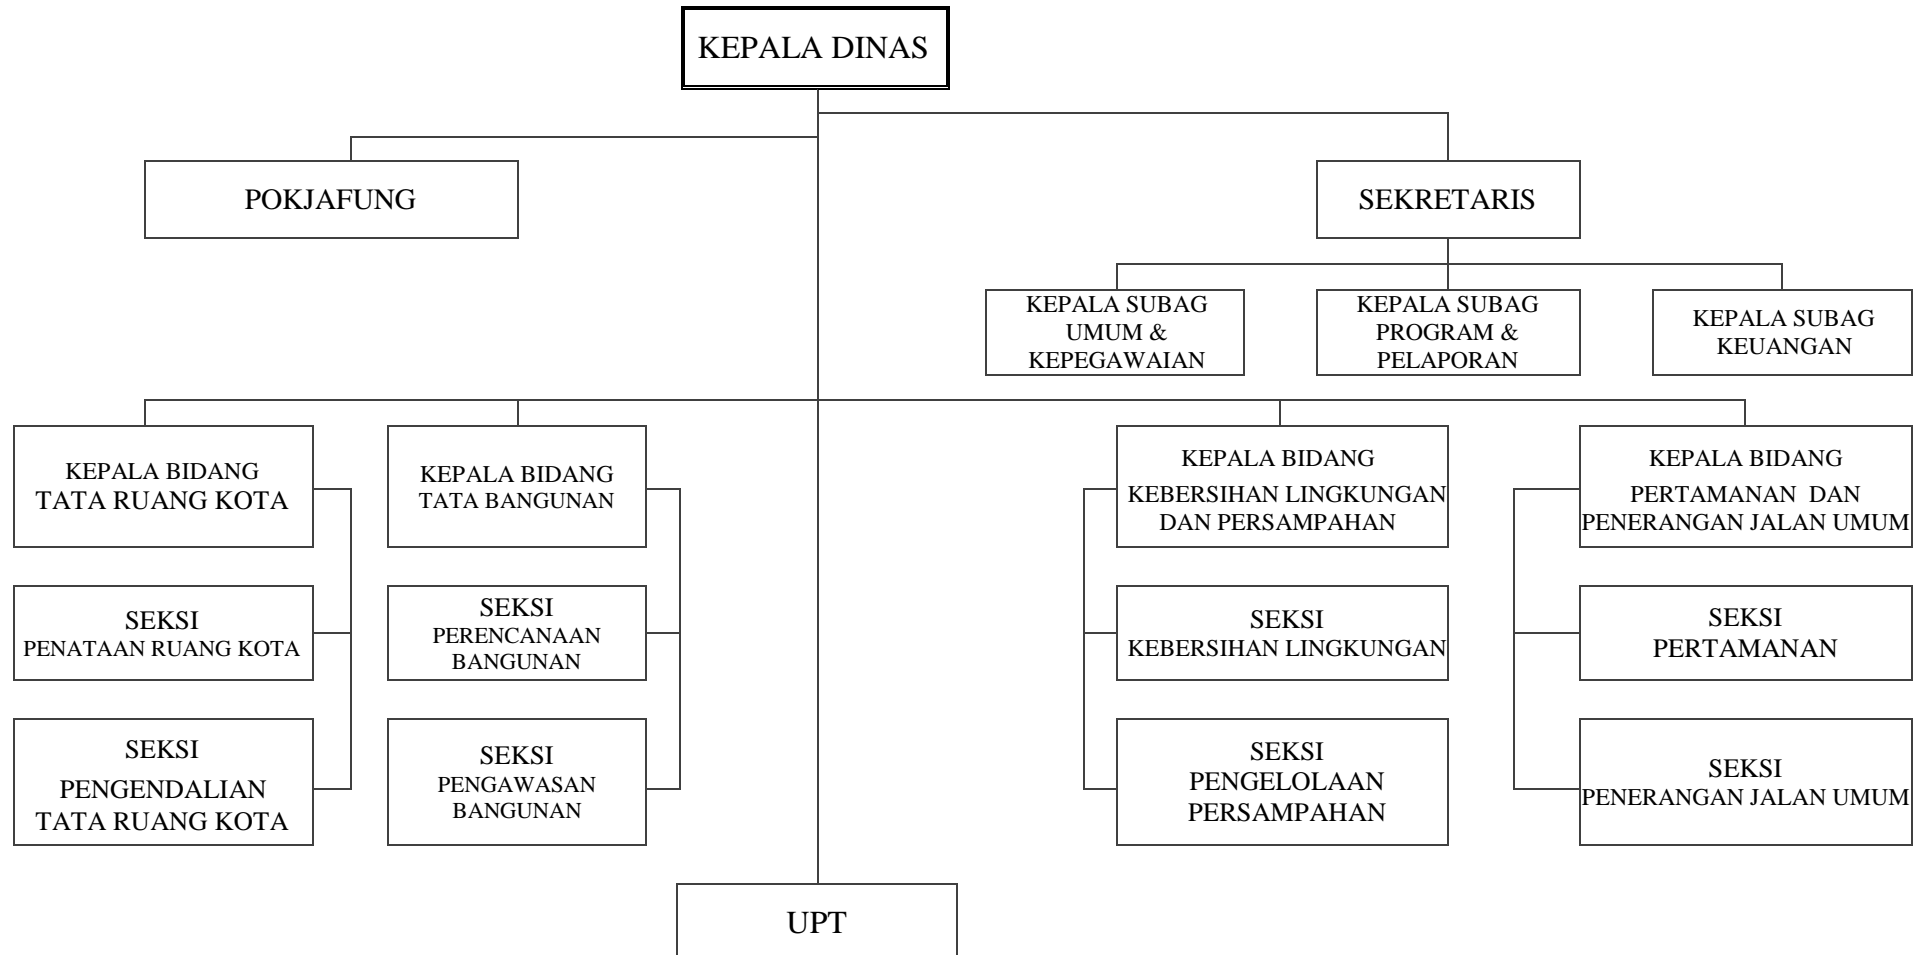 KEPALA DINAS
POKJAFUNG
SEKRETARIS
KEPALA SUBAG
UMUM &
KEPEGAWAIAN
KEPALA SUBAG
PROGRAM &
PELAPORAN
KEPALA SUBAG
KEUANGAN
KEPALA BIDANG
TATA RUANG KOTA
KEPALA BIDANG
TATA BANGUNAN
KEPALA BIDANG
KEBERSIHAN LINGKUNGAN
DAN PERSAMPAHAN
KEPALA BIDANG
PERTAMANAN DAN
PENERANGAN JALAN UMUM
SEKSI
PENATAAN RUANG KOTA
SEKSI
PERENCANAAN
BANGUNAN
SEKSI
KEBERSIHAN LINGKUNGAN
SEKSI
PERTAMANAN
SEKSI
PENGENDALIAN
TATA RUANG KOTA
SEKSI
PENGAWASAN
BANGUNAN
SEKSI
PENGELOLAAN
PERSAMPAHAN
SEKSI
PENERANGAN JALAN UMUM
UPT